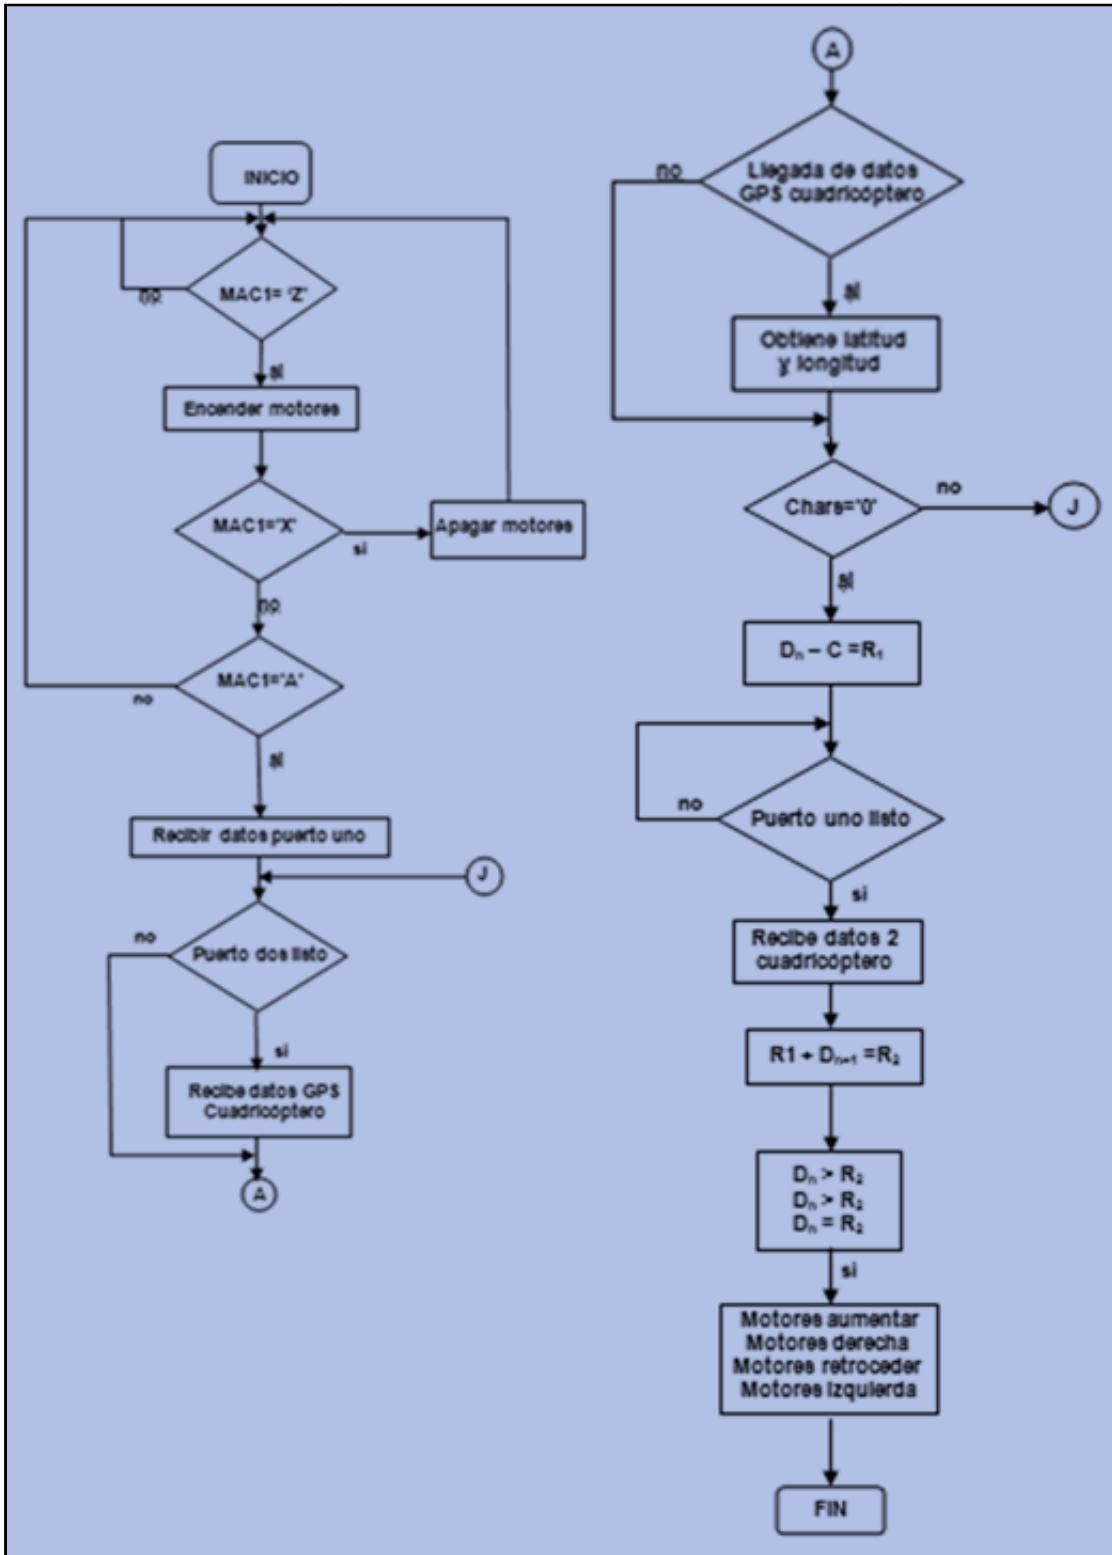 INICIO
MAC1= 'Z'
no
si
Encender motores
MAC1='X'
si
Apagar motores
no
MAC1='A'
no
si
Recibir datos puerto uno
J
Puerto dos listo
no
si
Recibe datos GPS
Cuadricóptero
A
A
Llegada de datos
GPS cuadricóptero
no
si
Obtiene latitud
y longitud
Chars='0'
no
J
si
Dₙ – C =R₁
Puerto uno listo
no
si
Recibe datos 2
cuadricóptero
R1 + Dₙ₊₁ =R₂
Dₙ > R₂
Dₙ > R₂
Dₙ = R₂
si
Motores aumentar
Motores derecha
Motores retroceder
Motores izquierda
FIN